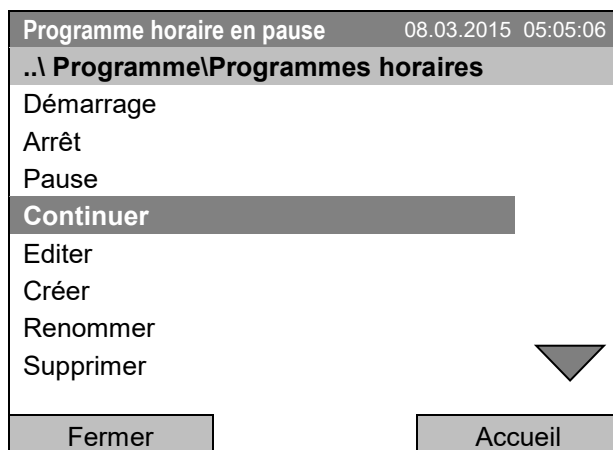 Programme horaire en pause 08.03.2015 05:05:06
..\ Programme\Programmes horaires
Démarrage
Arrêt
Pause
Continuer
Editer
Créer
Renommer
Supprimer
Fermer Accueil